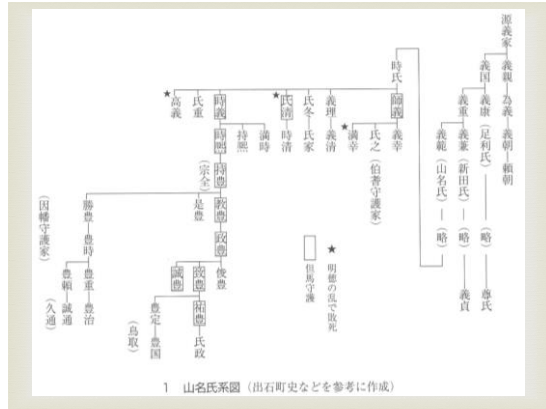 源義家
義親―為義―義朝―頼朝
義国
義康(足利氏)――(略)――尊氏
義重
義兼(新田氏)―(略)――義貞
義範(山名氏)―(略)
時氏
師義
義幸
氏之(伯耆守護家)
★満幸
義理―義清
氏冬―氏家
★氏清―時清
時義
氏重
★高義
満時
持熙
時熙
持豊
(宗全)
教豊
是豊
勝豊―豊時
(因幡守護家)
政豊
俊豊
致豊
誠豊
祐豊―氏政
豊定―豊国
(鳥取)
豊重―豊治
豊頼―誠通
(久通)
★ 明徳の乱で敗死
但馬守護
1 山名氏系図(出石町史などを参考に作成)